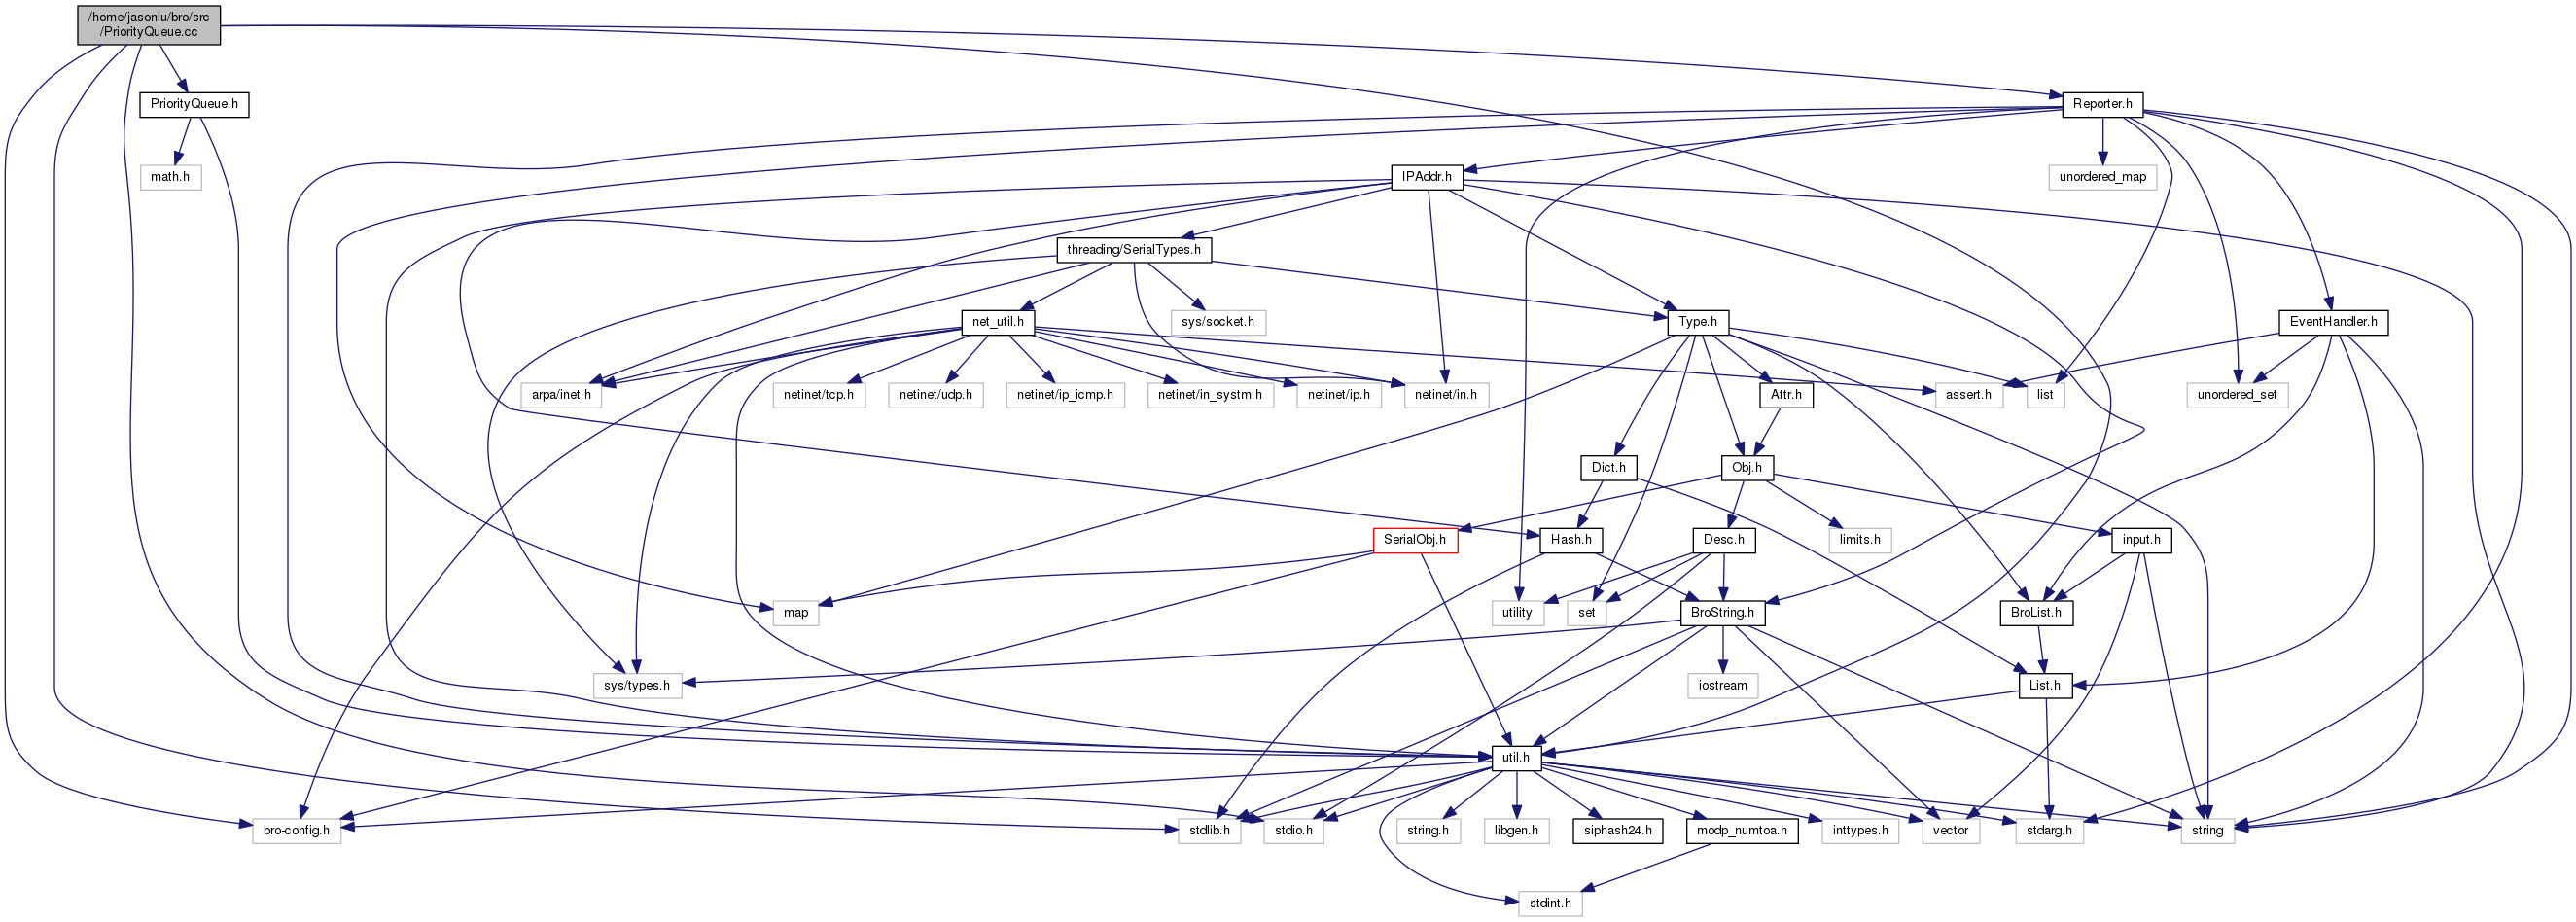 /home/jasonlu/bro/src
/PriorityQueue.cc
PriorityQueue.h
Reporter.h
math.h
IPAddr.h
unordered_map
threading/SerialTypes.h
net_util.h
sys/socket.h
Type.h
EventHandler.h
arpa/inet.h
netinet/tcp.h
netinet/udp.h
netinet/ip_icmp.h
netinet/in_systm.h
netinet/ip.h
netinet/in.h
Attr.h
assert.h
list
unordered_set
Dict.h
Obj.h
SerialObj.h
Hash.h
Desc.h
limits.h
input.h
map
utility
set
BroString.h
BroList.h
sys/types.h
iostream
List.h
util.h
bro-config.h
stdlib.h
stdio.h
string.h
libgen.h
siphash24.h
modp_numtoa.h
inttypes.h
vector
stdarg.h
string
stdint.h